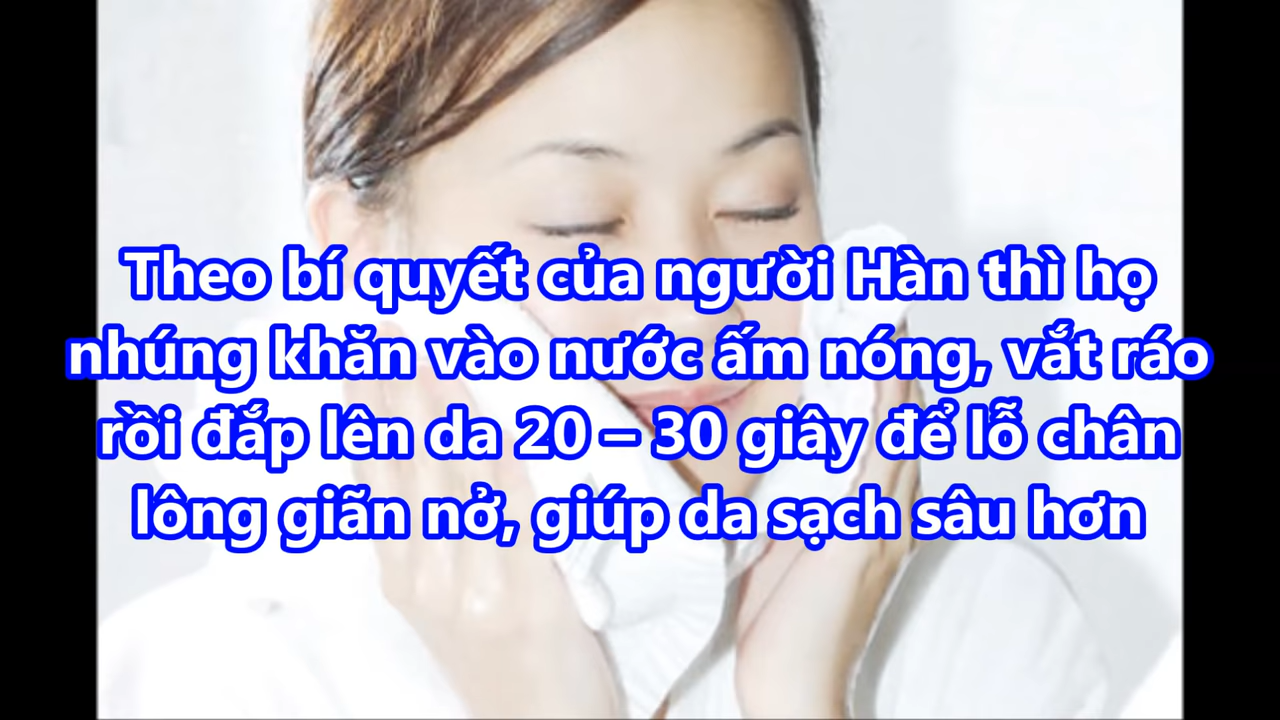 Theo bí quyết của người Hàn thì họ
nhúng khăn vào nước ấm nóng, vắt ráo
rồi đắp lên da 20 – 30 giây để lỗ chân
lông giãn nở, giúp da sạch sâu hơn